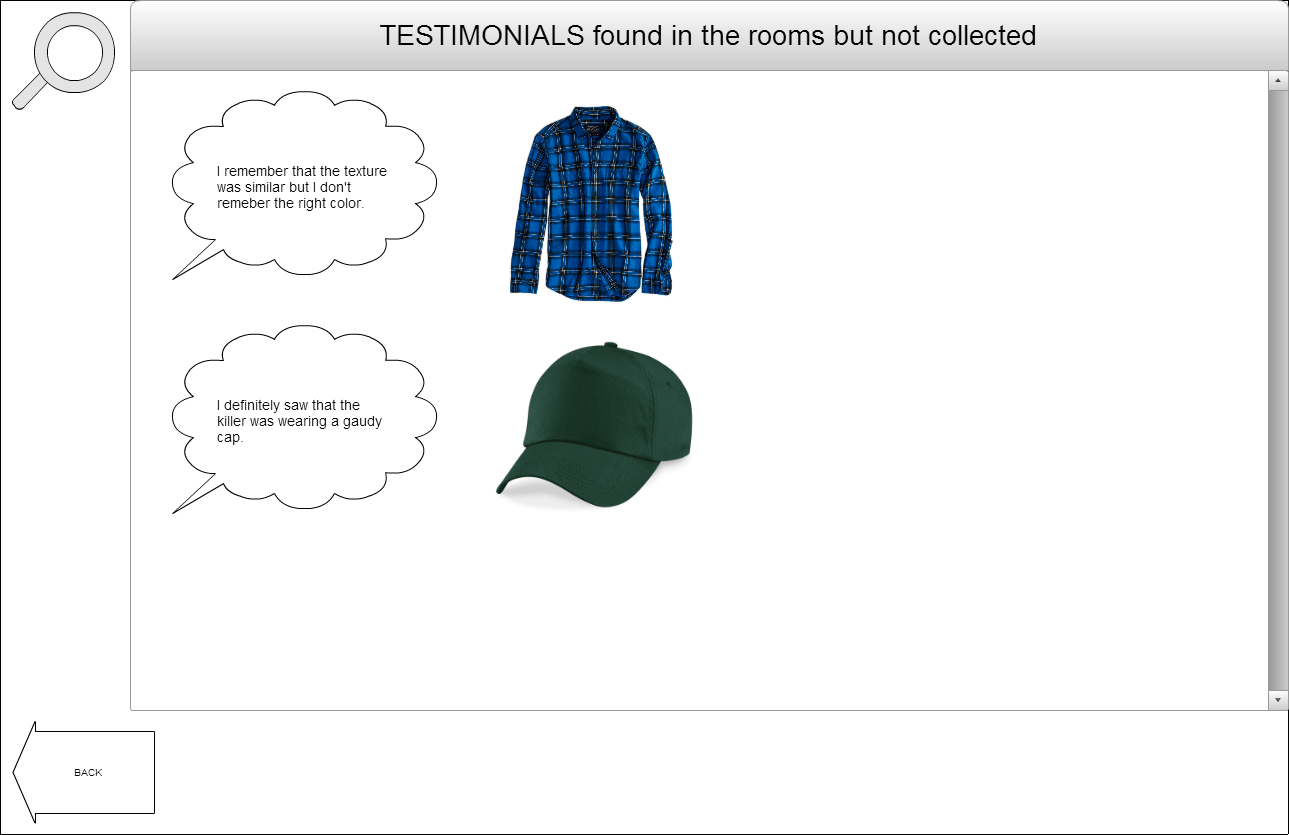 TESTIMONIALS found in the rooms but not collected
I remember that the texture
was similar but I don't
remeber the right color.
I definitely saw that the
killer was wearing a gaudy
cap.
BACK